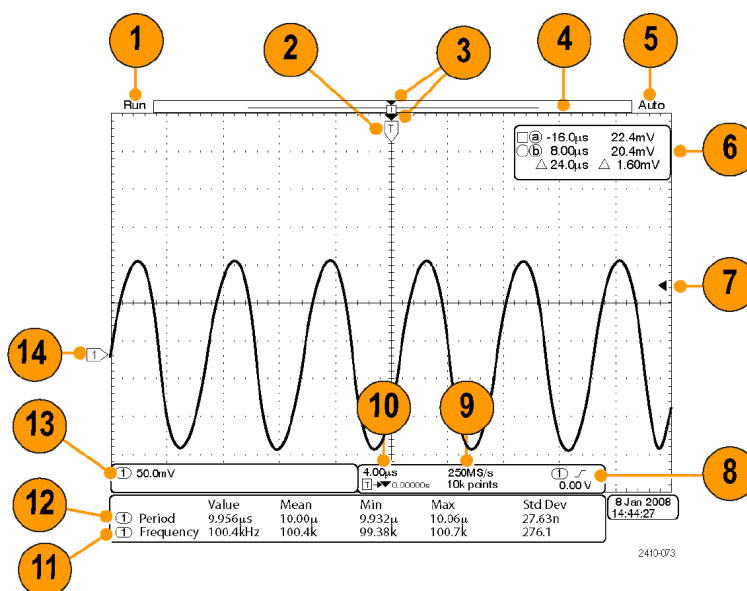 1 2 3 4 5
Run T Auto
T
a -16.0µs 22.4mV
b 8.00µs 20.4mV
△ 24.0µs △ 1.60mV
6
7
14 1
10 9
13 1 50.0mV
4.00µs 250MS/s 1
T 0.00000s 10k points 0.00 V
8
Value Mean Min Max Std Dev
12 1 Period 9.956µs 10.00µ 9.932µ 10.06µ 27.63n
11 1 Frequency 100.4kHz 100.4k 99.38k 100.7k 276.1
8 Jan 2008
14:44:27
2410-073